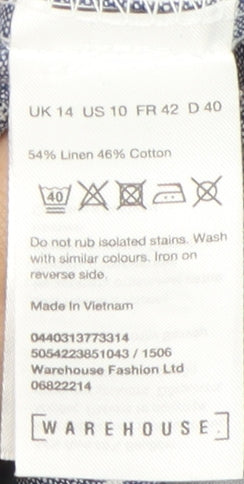 UK 14 US 10 FR 42 D 40
54% Linen 46% Cotton
40
Do not rub isolated stains. Wash
with similar colours. Iron on
reverse side.
Made In Vietnam
0440313773314
5054223851043 / 1506
Warehouse Fashion Ltd
06822214
WAREHOUSE